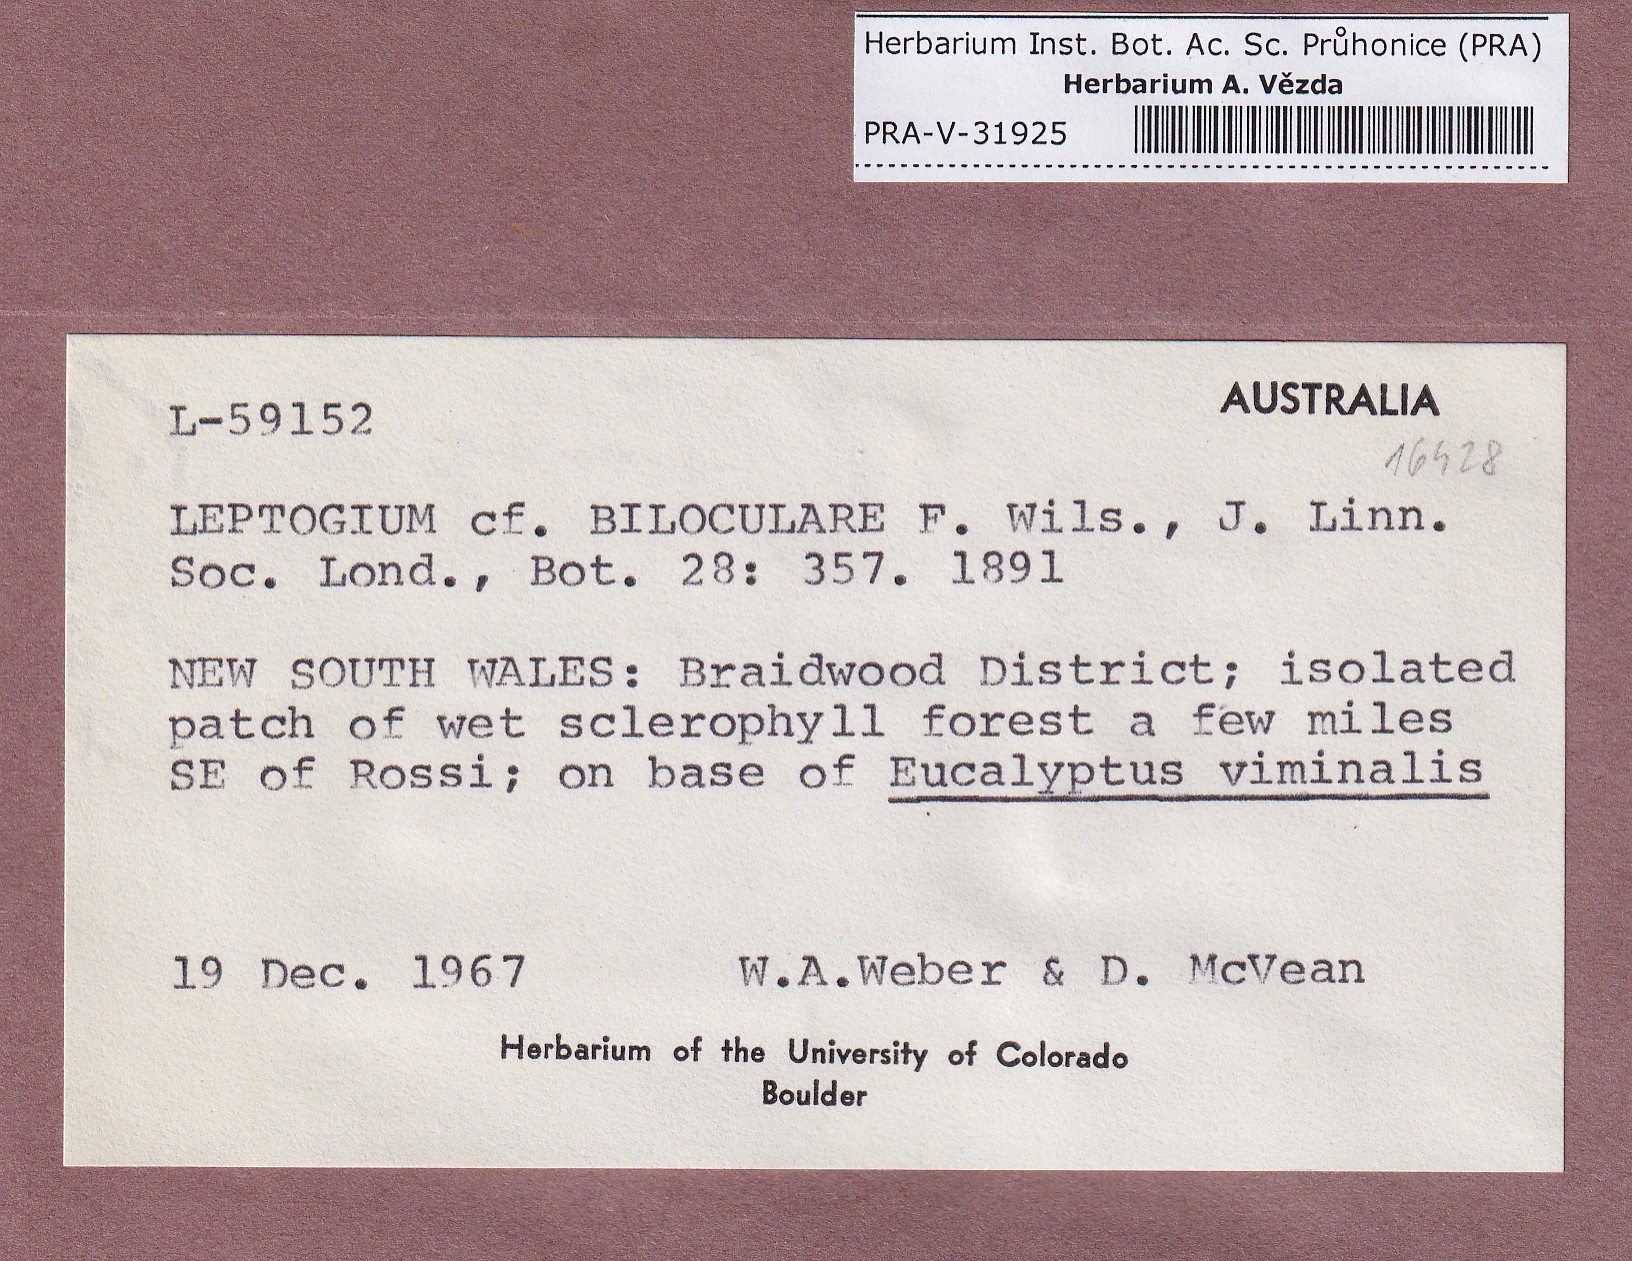 Herbarium Inst. Bot. Ac. Sc. Průhonice (PRA)
Herbarium A. Vězda
PRA-V-31925
AUSTRALIA
L-59152
16428
LEPTOGIUM cf. BILOCULARE F. Wils., J. Linn.
Soc. Lond., Bot. 28: 357. 1891
NEW SOUTH WALES: Braidwood District; isolated
patch of wet sclerophyll forest a few miles
SE of Rossi; on base of Eucalyptus viminalis
19 Dec. 1967 W.A.Weber & D. McVean
Herbarium of the University of Colorado
Boulder